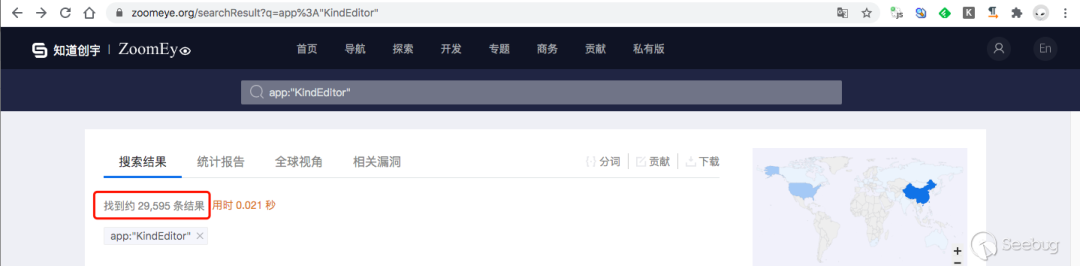 zoomeye.org/searchResult?q=app%3A"KindEditor"
知道创宇 | ZoomEye 首页 导航 探索 开发 专题 商务 贡献 私有版 En
app:"KindEditor"
搜索结果 统计报告 全球视角 相关漏洞 分词 贡献 下载
找到约 29,595 条结果 用时 0.021 秒
app:"KindEditor" ×
Seebug